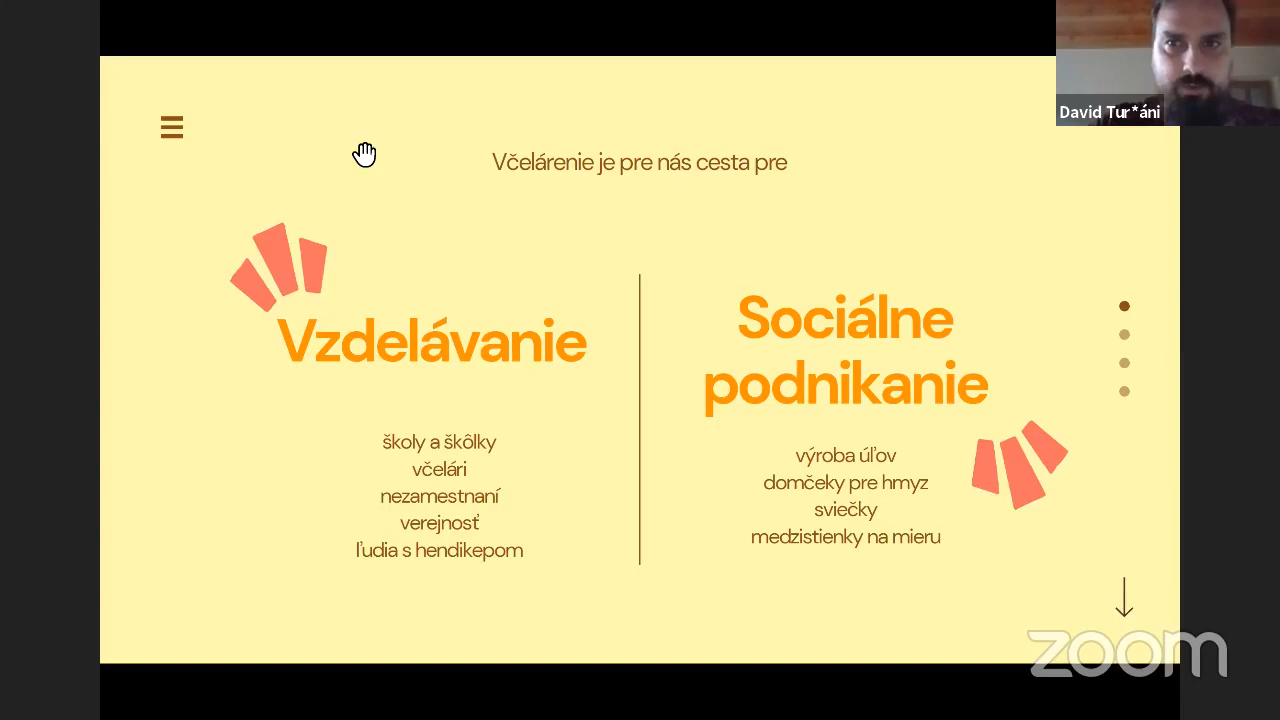 David Tur*áni
Včelárenie je pre nás cesta pre
Vzdelávanie
školy a škôlky
včelári
nezamestnaní
verejnosť
ľudia s hendikepom
Sociálne
podnikanie
výroba úľov
domčeky pre hmyz
sviečky
medzistienky na mieru
zoom